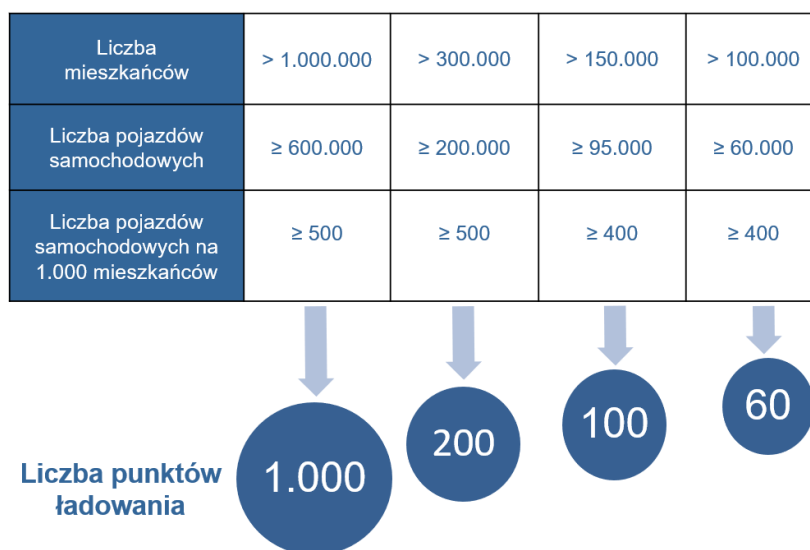 Liczba
mieszkańców
> 1.000.000
> 300.000
> 150.000
> 100.000
Liczba pojazdów
samochodowych
≥ 600.000
≥ 200.000
≥ 95.000
≥ 60.000
Liczba pojazdów
samochodowych na
1.000 mieszkańców
≥ 500
≥ 500
≥ 400
≥ 400
Liczba punktów
ładowania
1.000
200
100
60